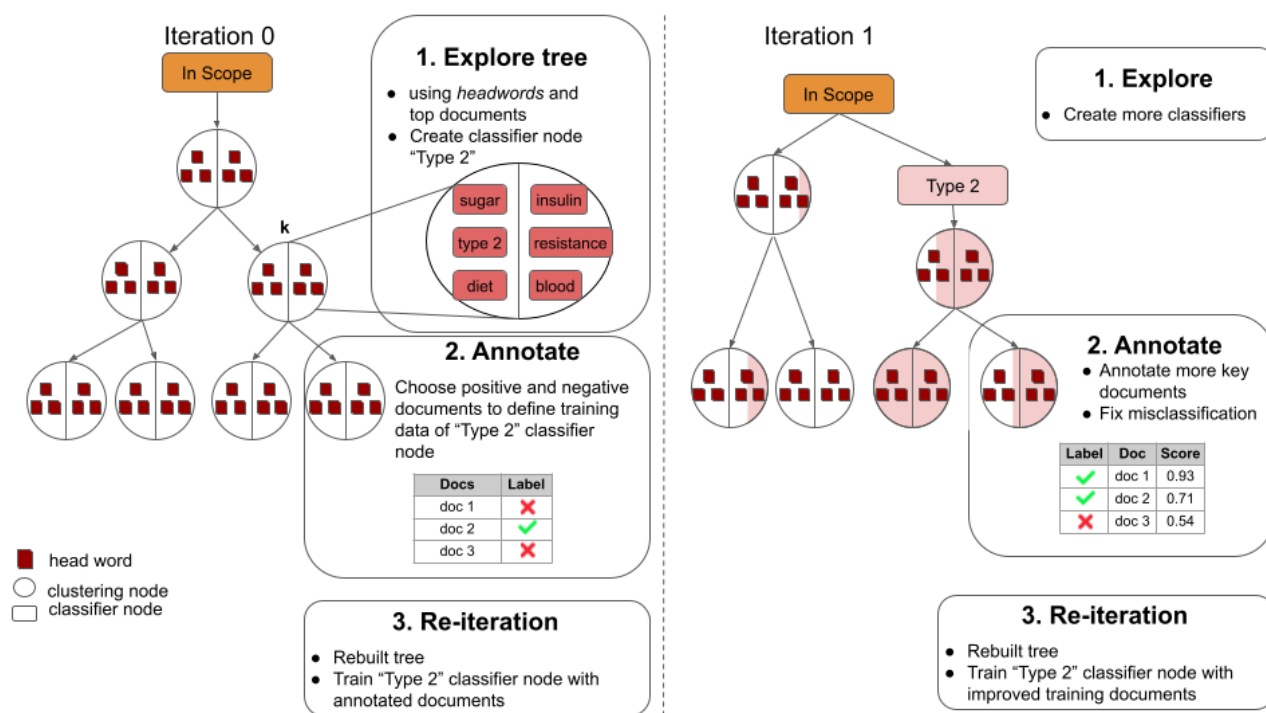 Iteration 0
In Scope
k
1. Explore tree
● using headwords and
top documents
● Create classifier node
“Type 2”
sugar
insulin
type 2
resistance
diet
blood
2. Annotate
Choose positive and negative
documents to define training
data of “Type 2” classifier
node
Docs Label
doc 1 ❌
doc 2 ✓
doc 3 ❌
head word
clustering node
classifier node
3. Re-iteration
● Rebuilt tree
● Train “Type 2” classifier node with
annotated documents
Iteration 1
In Scope
Type 2
1. Explore
● Create more classifiers
2. Annotate
● Annotate more key
documents
● Fix misclassification
Label Doc Score
✓ doc 1 0.93
✓ doc 2 0.71
❌ doc 3 0.54
3. Re-iteration
● Rebuilt tree
● Train “Type 2” classifier node with
improved training documents